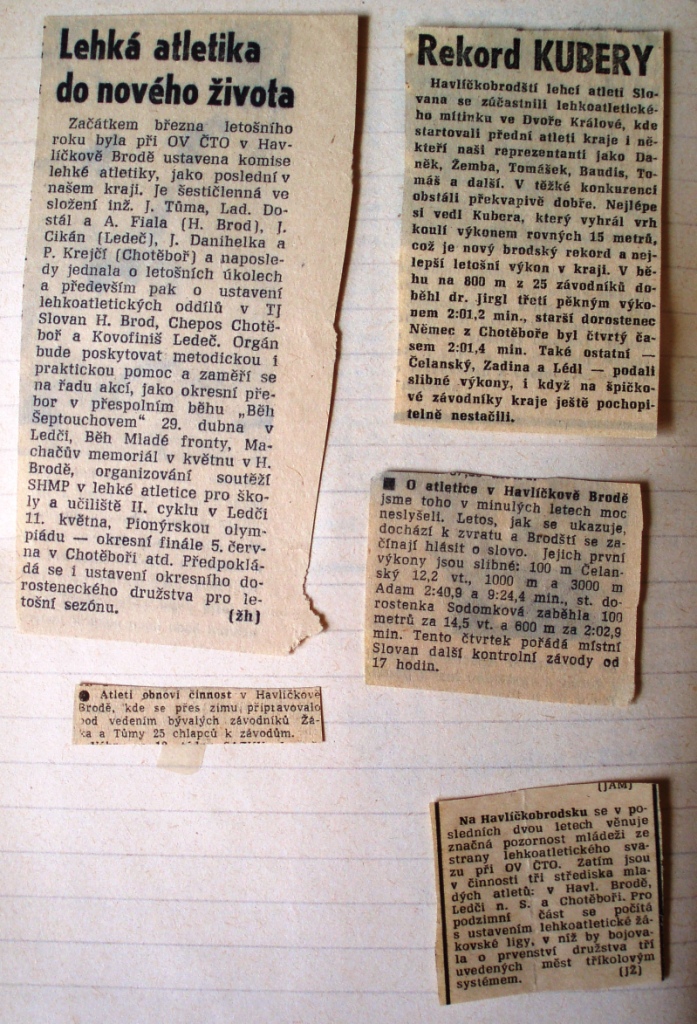 Lehká atletika
do nového života
Začátkem března letošního
roku byla při OV ČTO v Hav-
líčkově Brodě ustavena komise
lehké atletiky, jako poslední v
našem kraji. Je šestičlenná ve
složení inž. J. Tůma, Lad. Do-
stál a A. Fiala (H. Brod), J.
Cikán (Ledeč), J. Danihelka a
P. Krejčí (Chotěboř) a naposle-
dy jednala o letošních úkolech
a především pak o ustavení
lehkoatletických oddílů v TJ
Slovan H. Brod, Chepos Chotě-
boř a Kovofiniš Ledeč. Orgán
bude poskytovat metodickou i
praktickou pomoc a zaměří se
na řadu akcí, jako okresní pře-
bor v přespolním běhu „Běh
Šeptouchovem" 29. dubna v
Ledči, Běh Mladé fronty, Ma-
chačův memoriál v květnu v H.
Brodě, organizování soutěží
SHMP v lehké atletice pro ško-
ly a učiliště II. cyklu v Ledči
11. května, Pionýrskou olym-
piádu — okresní finále 5. červ-
na v Chotěboři atd. Předpoklá-
dá se i ustavení okresního do-
rosteneckého družstva pro le-
tošní sezónu. (žh)
Atleti obnoví činnost v Havlíčkově
Brodě, kde se přes zimu připravovalo
pod vedením bývalých závodníků Žá-
ka a Tůmy 25 chlapců k závodům.
Rekord KUBERY
Havlíčkobrodští lehcí atleti Slo-
vana se zúčastnili lehkoatletické-
ho mítinku ve Dvoře Králové, kde
startovali přední atleti kraje i ně-
kteří naši reprezentanti jako Da-
něk, Žemba, Tomášek, Bandis, To-
máš a další. V těžké konkurenci
obstáli překvapivě dobře. Nejlépe
si vedl Kubera, který vyhrál vrh
koulí výkonem rovných 15 metrů,
což je nový brodský rekord a nej-
lepší letošní výkon v kraji. V bě-
hu na 800 m z 25 závodníků do-
běhl dr. Jirgl třetí pěkným výko-
nem 2:01,2 min., starší dorostenec
Němec z Chotěboře byl čtvrtý ča-
sem 2:01,4 min. Také ostatní —
Čelanský, Zadina a Lédl — podali
slibné výkony, i když na špičko-
vé závodníky kraje ještě pochopi-
telně nestačili.
O atletice v Havlíčkově Brodě
jsme toho v minulých letech moc
neslyšeli. Letos, jak se ukazuje,
dochází k zvratu a Brodští se za-
čínají hlásit o slovo. Jejich první
výkony jsou slibné: 100 m Čelan-
ský 12,2 vt., 1000 m a 3000 m
Adam 2:40,9 a 9:24,4 min., st. do-
rostenka Sodomková zaběhla 100
metrů za 14,5 vt. a 600 m za 2:02,9
min. Tento čtvrtek pořádá místní
Slovan další kontrolní závody od
17 hodin.
(JAM)
Na Havlíčkobrodsku se v po-
sledních dvou letech věnuje
značná pozornost mládeži ze
strany lehkoatletického sva-
zu při OV ČTO. Zatím jsou
v činnosti tři střediska mla-
dých atletů: v Havl. Brodě,
Ledči n. S. a Chotěboři. Pro
podzimní část se počítá
s ustavením lehkoatletické žá-
kovské ligy, v níž by bojova-
la o prvenství družstva tří
uvedených měst tříkolovým
systémem. (JŽ)